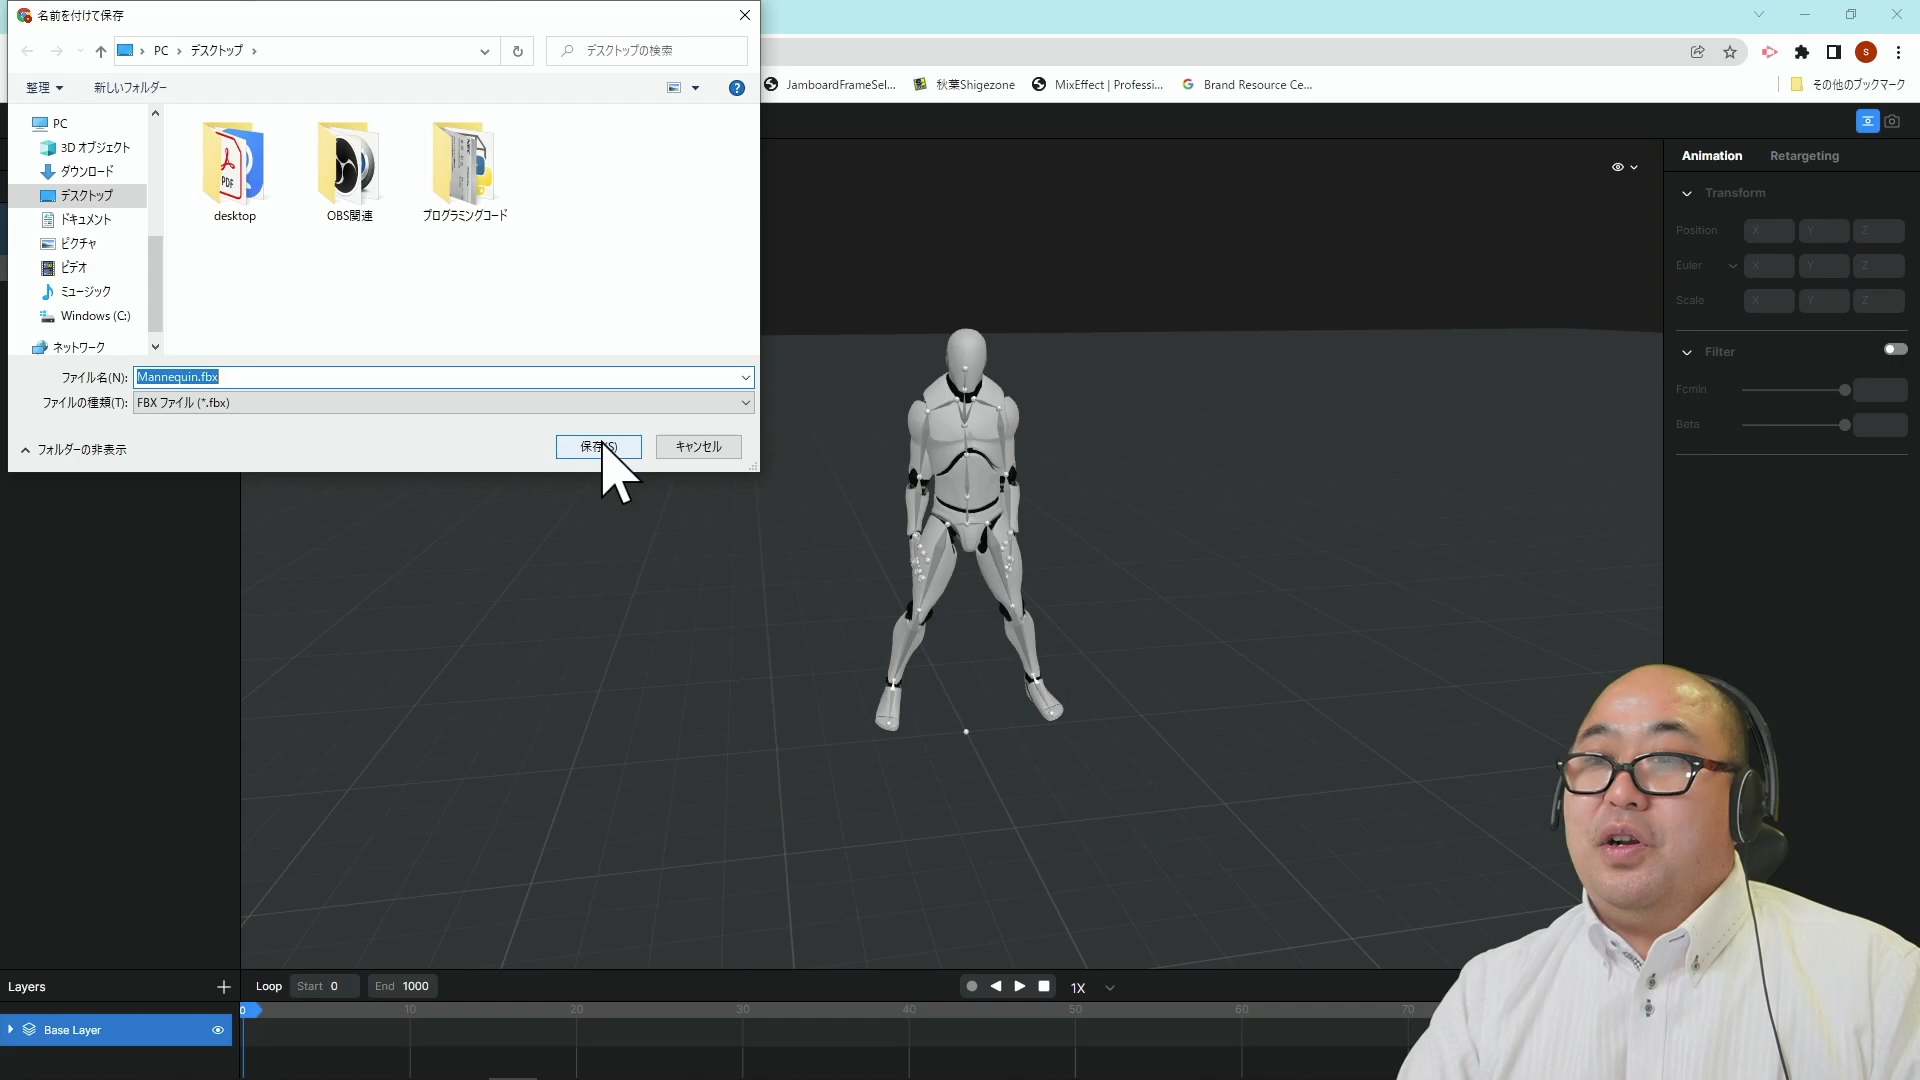 名前を付けて保存
PC
デスクトップ
デスクトップの検索
整理
新しいフォルダー
JamboardFrameSel...
秋葉Shigezone
MixEffect | Professi...
Brand Resource Ce...
その他のブックマーク
PC
3D オブジェクト
ダウンロード
デスクトップ
ドキュメント
ピクチャ
ビデオ
ミュージック
Windows (C:)
ネットワーク
PDF
desktop
OBS関連
プログラミングコード
ファイル名(N):
Mannequin.fbx
ファイルの種類(T):
FBX ファイル (*.fbx)
フォルダーの非表示
保存(S)
キャンセル
S
Animation
Retargeting
Transform
Position
X
Y
Z
Euler
X
Y
Z
Scale
X
Y
Z
Filter
Fcmin
Beta
Layers
Loop
Start 0
End 1000
1X
0
10
20
30
40
50
60
70
Base Layer